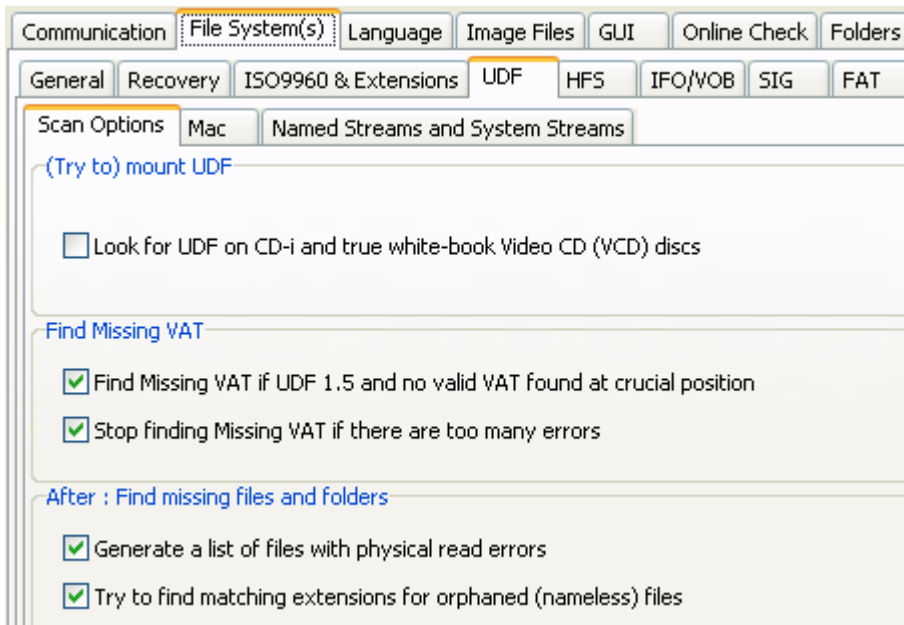 Communication File System(s) Language Image Files GUI Online Check Folders
General Recovery ISO9960 & Extensions UDF HFS IFO/VOB SIG FAT
Scan Options Mac Named Streams and System Streams
(Try to) mount UDF
Look for UDF on CD-i and true white-book Video CD (VCD) discs
Find Missing VAT
Find Missing VAT if UDF 1.5 and no valid VAT found at crucial position
Stop finding Missing VAT if there are too many errors
After : Find missing files and folders
Generate a list of files with physical read errors
Try to find matching extensions for orphaned (nameless) files